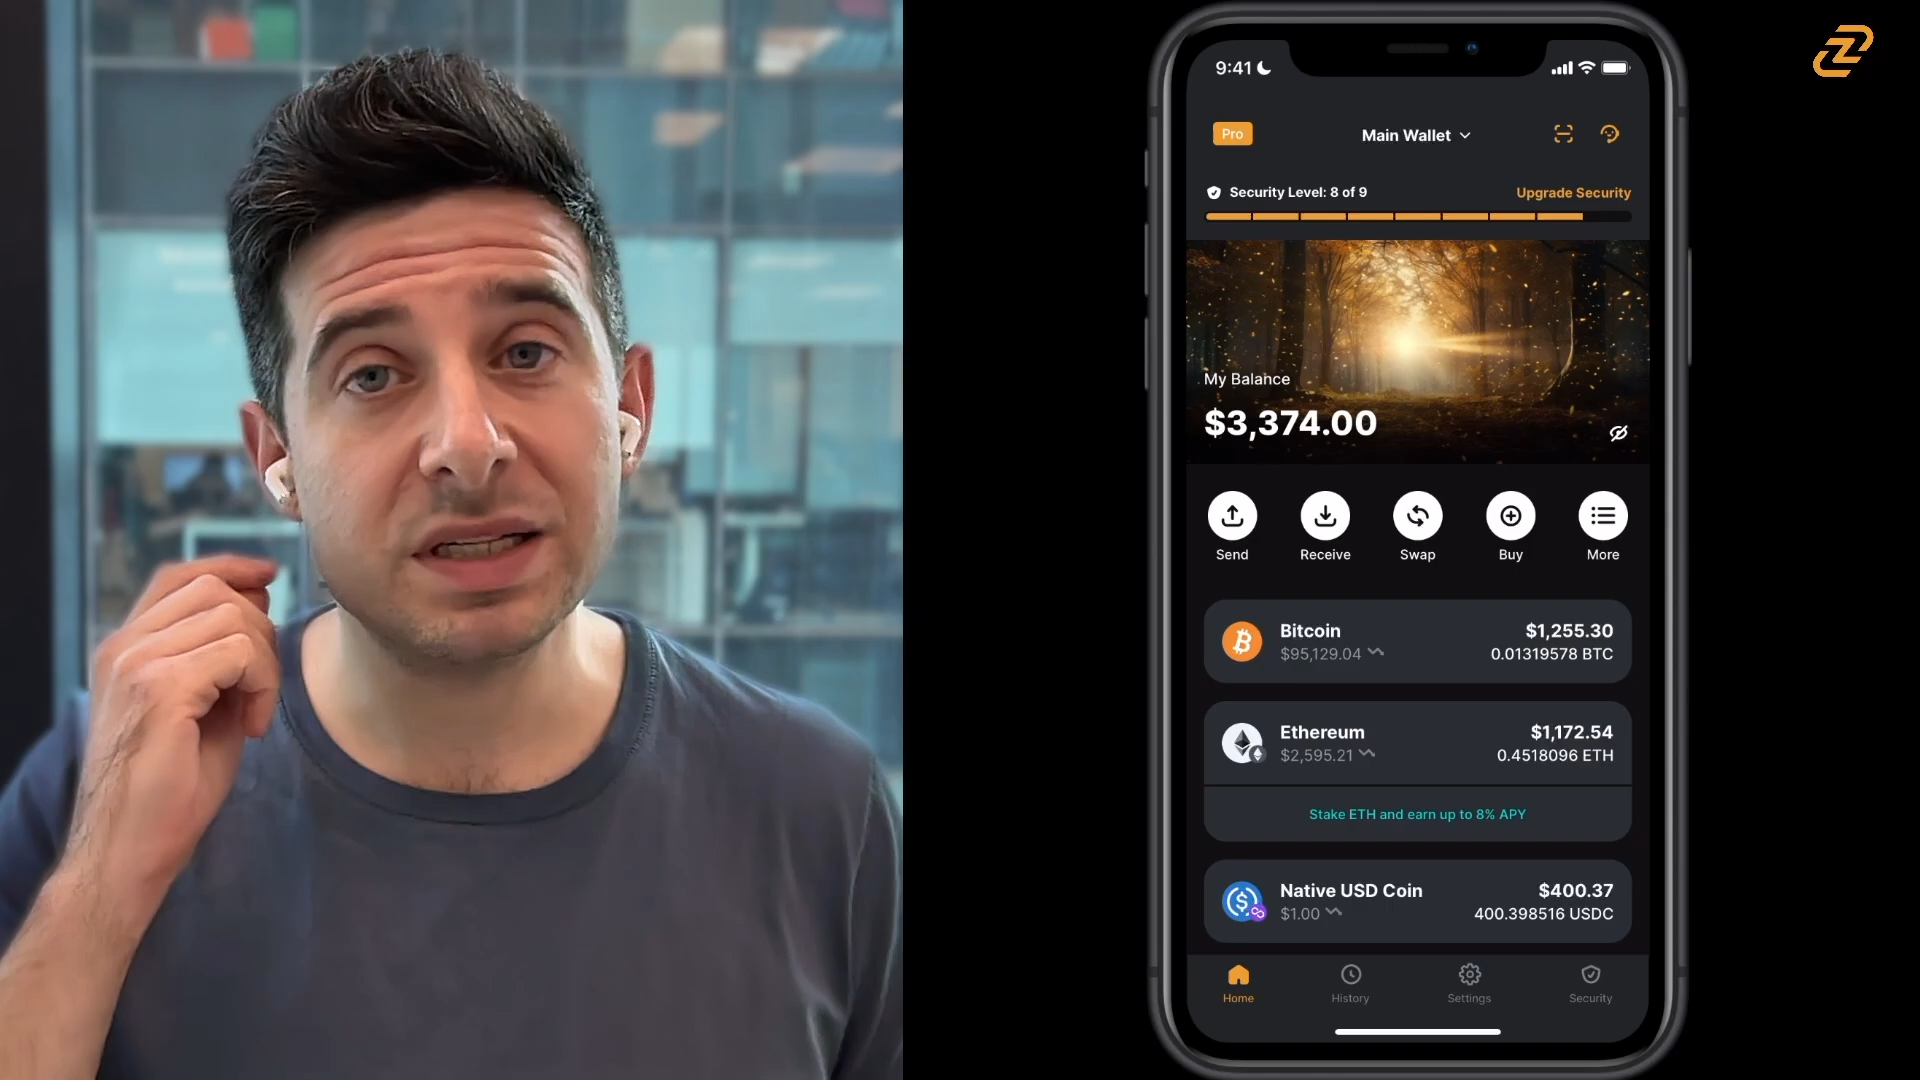 9:41
Pro
Main Wallet
Security Level: 8 of 9
Upgrade Security
My Balance
$3,374.00
Send
Receive
Swap
Buy
More
Bitcoin
$1,255.30
$95,129.04
0.01319578 BTC
Ethereum
$1,172.54
$2,595.21
0.4518096 ETH
Stake ETH and earn up to 8% APY
Native USD Coin
$400.37
$1.00
400.398516 USDC
Home
History
Settings
Security